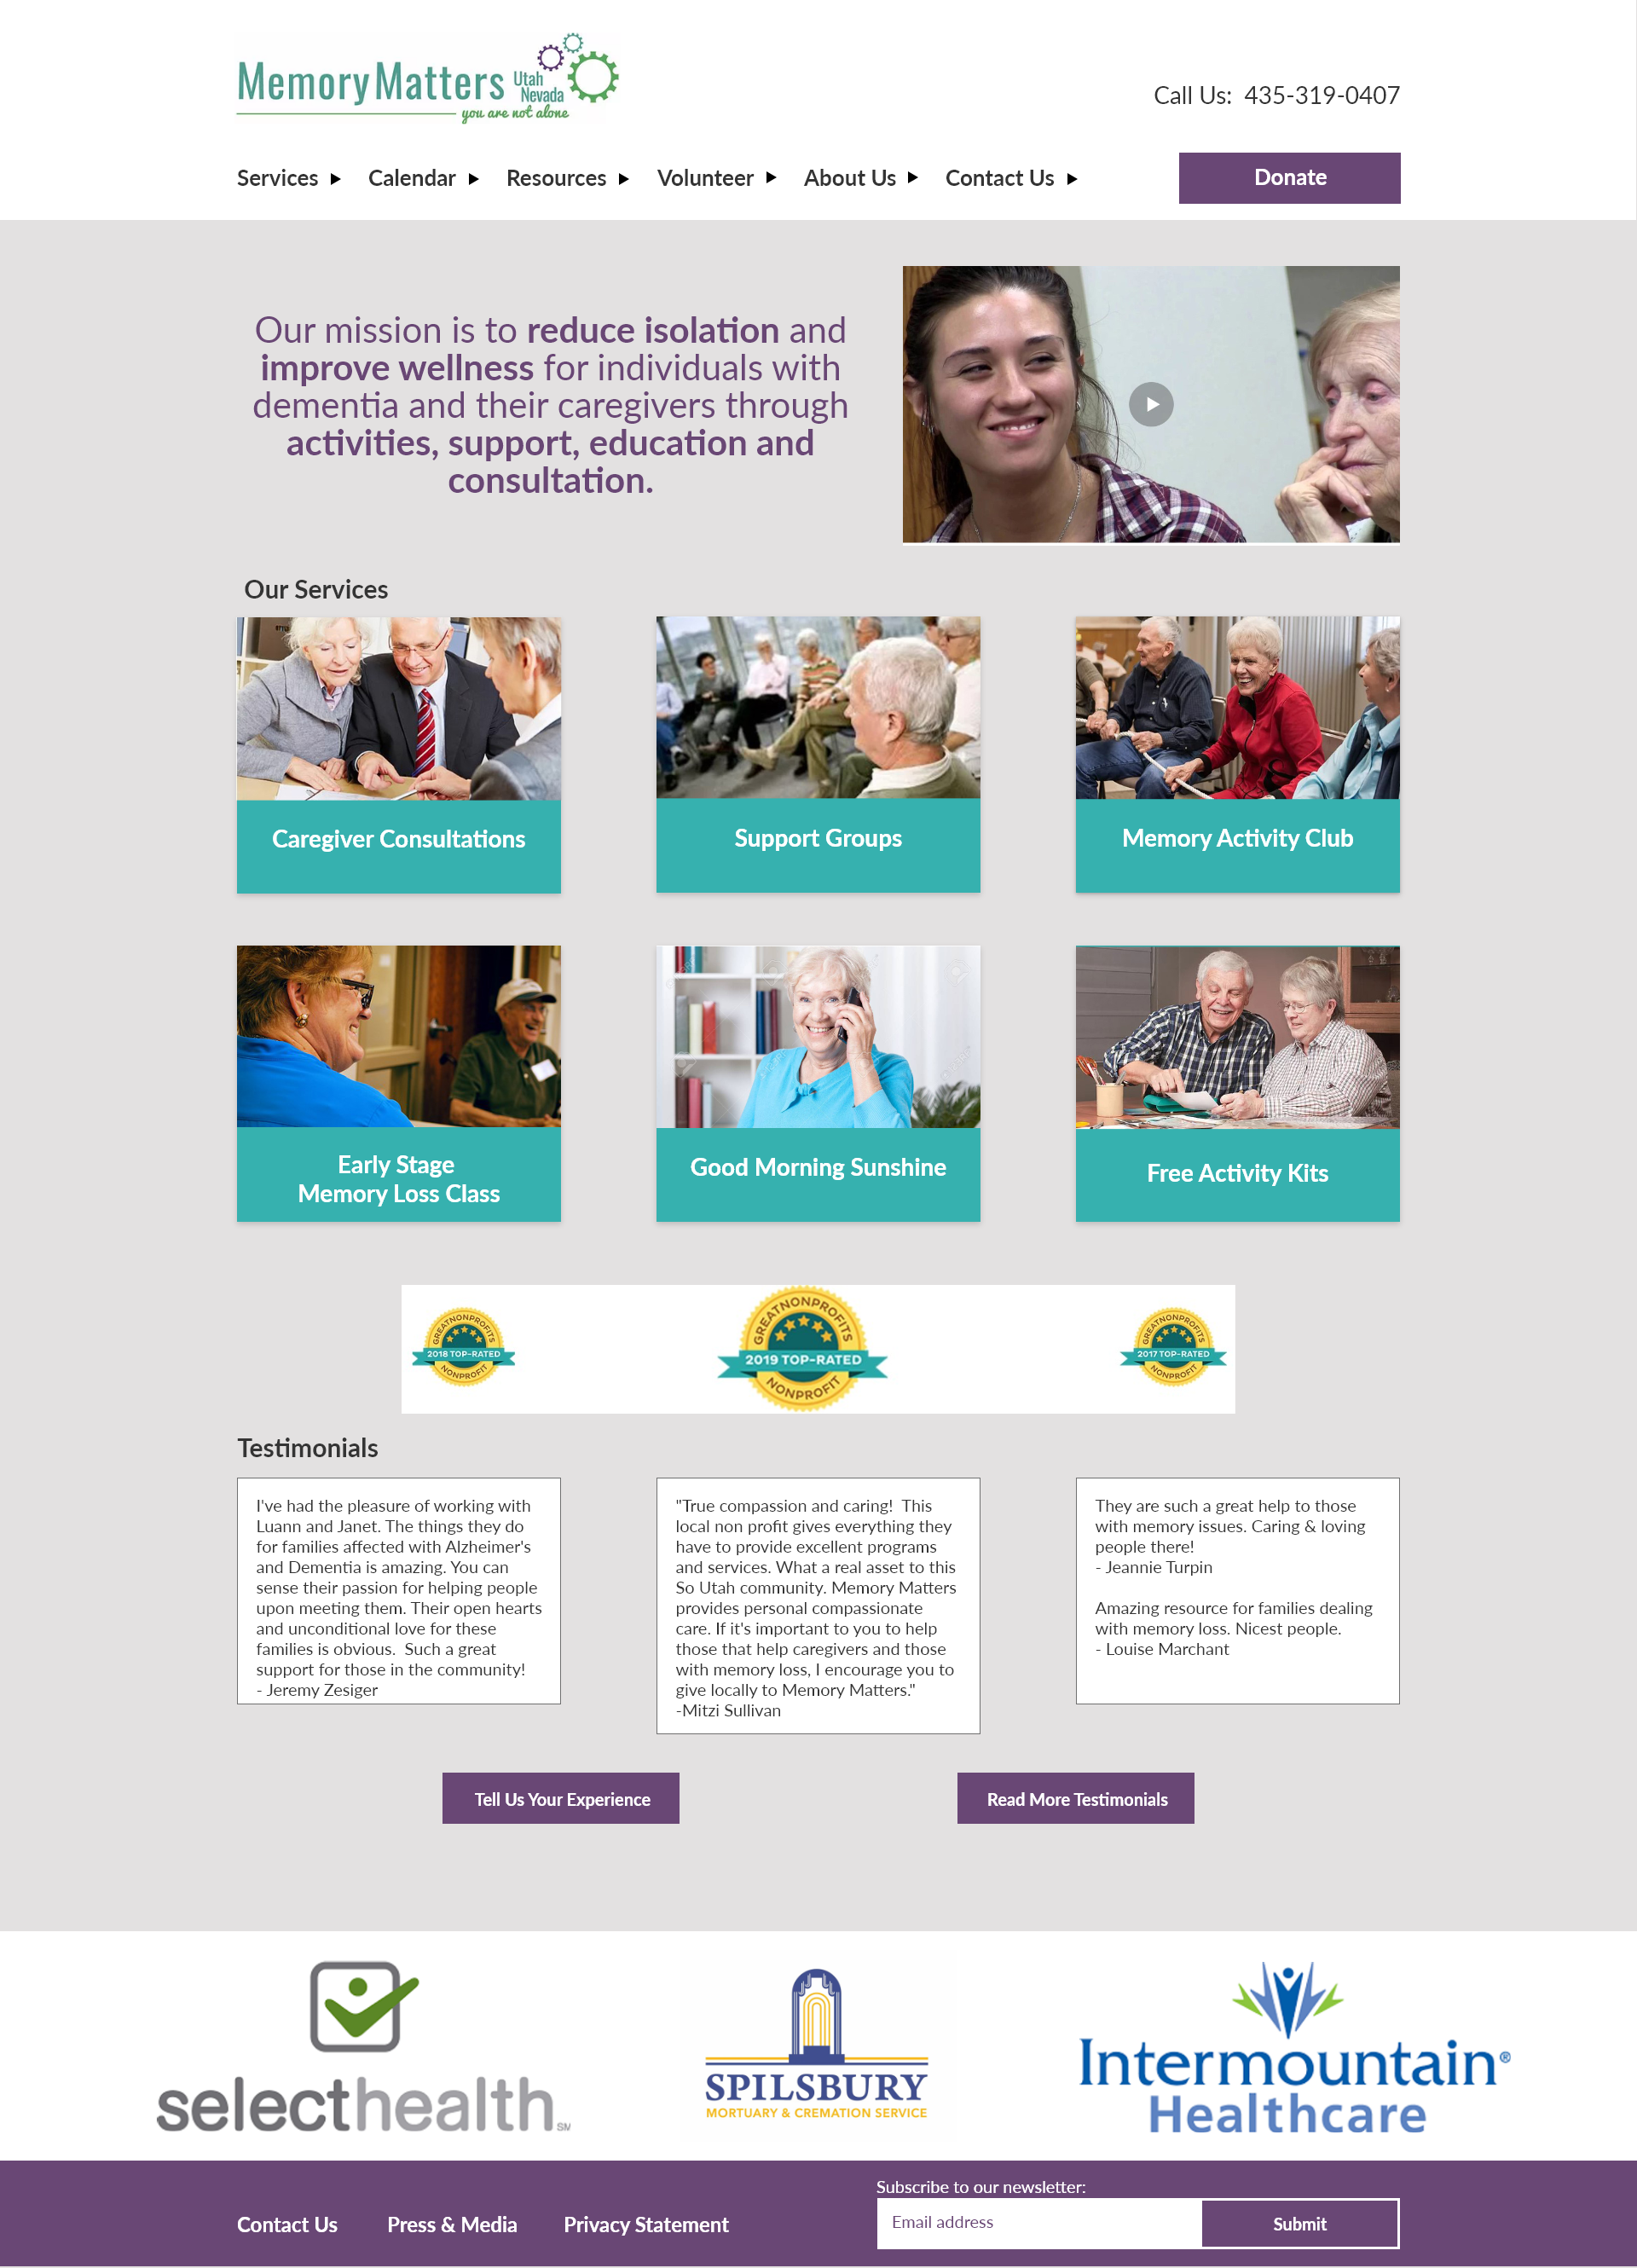 MemoryMatters Utah Nevada
you are not alone
Call Us: 435-319-0407
Services
Calendar
Resources
Volunteer
About Us
Contact Us
Donate
Our mission is to reduce isolation and
improve wellness for individuals with
dementia and their caregivers through
activities, support, education and
consultation.
Our Services
Caregiver Consultations
Support Groups
Memory Activity Club
Early Stage
Memory Loss Class
Good Morning Sunshine
Free Activity Kits
GREATNONPROFITS
2018 TOP-RATED
NONPROFIT
GREATNONPROFITS
2019 TOP-RATED
NONPROFIT
GREATNONPROFITS
2017 TOP-RATED
NONPROFIT
Testimonials
I've had the pleasure of working with
Luann and Janet. The things they do
for families affected with Alzheimer's
and Dementia is amazing. You can
sense their passion for helping people
upon meeting them. Their open hearts
and unconditional love for these
families is obvious.  Such a great
support for those in the community!
- Jeremy Zesiger
"True compassion and caring!  This
local non profit gives everything they
have to provide excellent programs
and services. What a real asset to this
So Utah community. Memory Matters
provides personal compassionate
care. If it's important to you to help
those that help caregivers and those
with memory loss, I encourage you to
give locally to Memory Matters."
-Mitzi Sullivan
They are such a great help to those
with memory issues. Caring & loving
people there!
- Jeannie Turpin
Amazing resource for families dealing
with memory loss. Nicest people.
- Louise Marchant
Tell Us Your Experience
Read More Testimonials
selecthealth SM
SPILSBURY
MORTUARY & CREMATION SERVICE
Intermountain®
Healthcare
Contact Us
Press & Media
Privacy Statement
Subscribe to our newsletter:
Email address
Submit